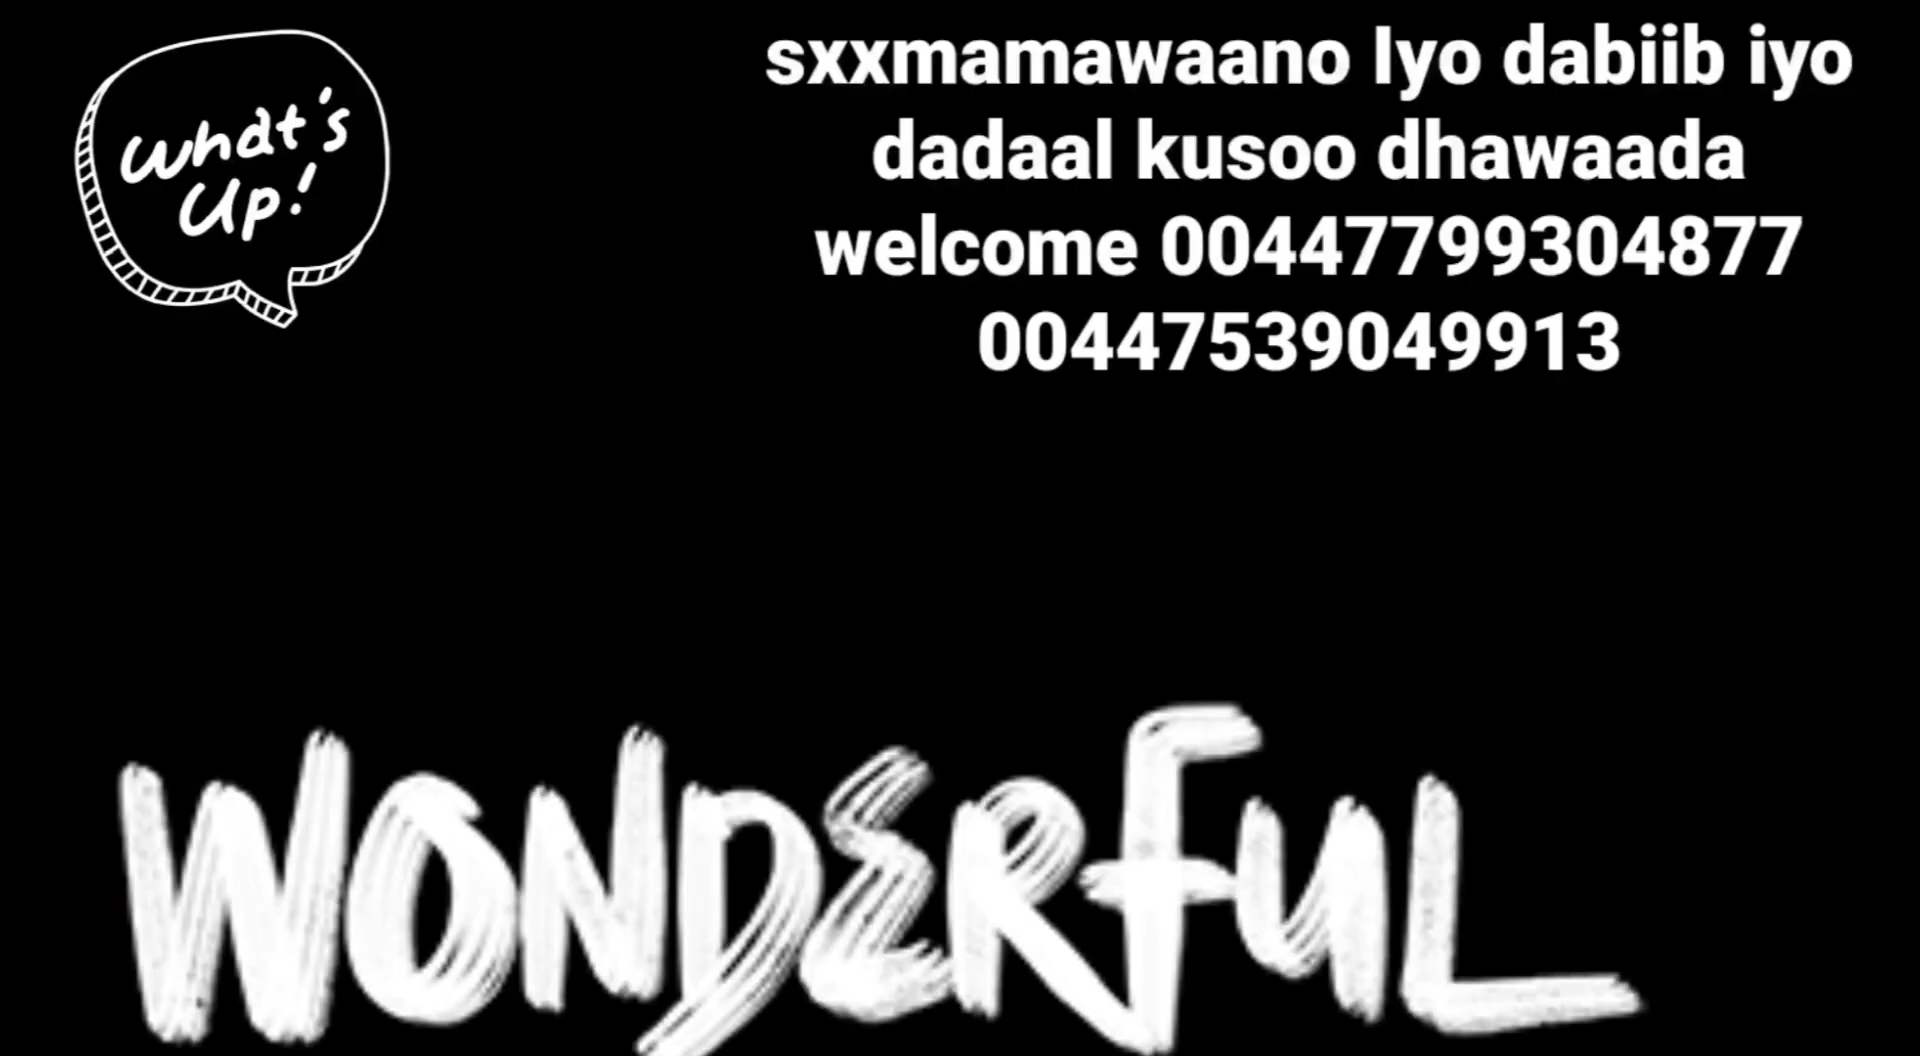 What's
Up!
sxxmamawaano Iyo dabiib iyo
dadaal kusoo dhawaada
welcome 00447799304877
00447539049913
WONDERFUL